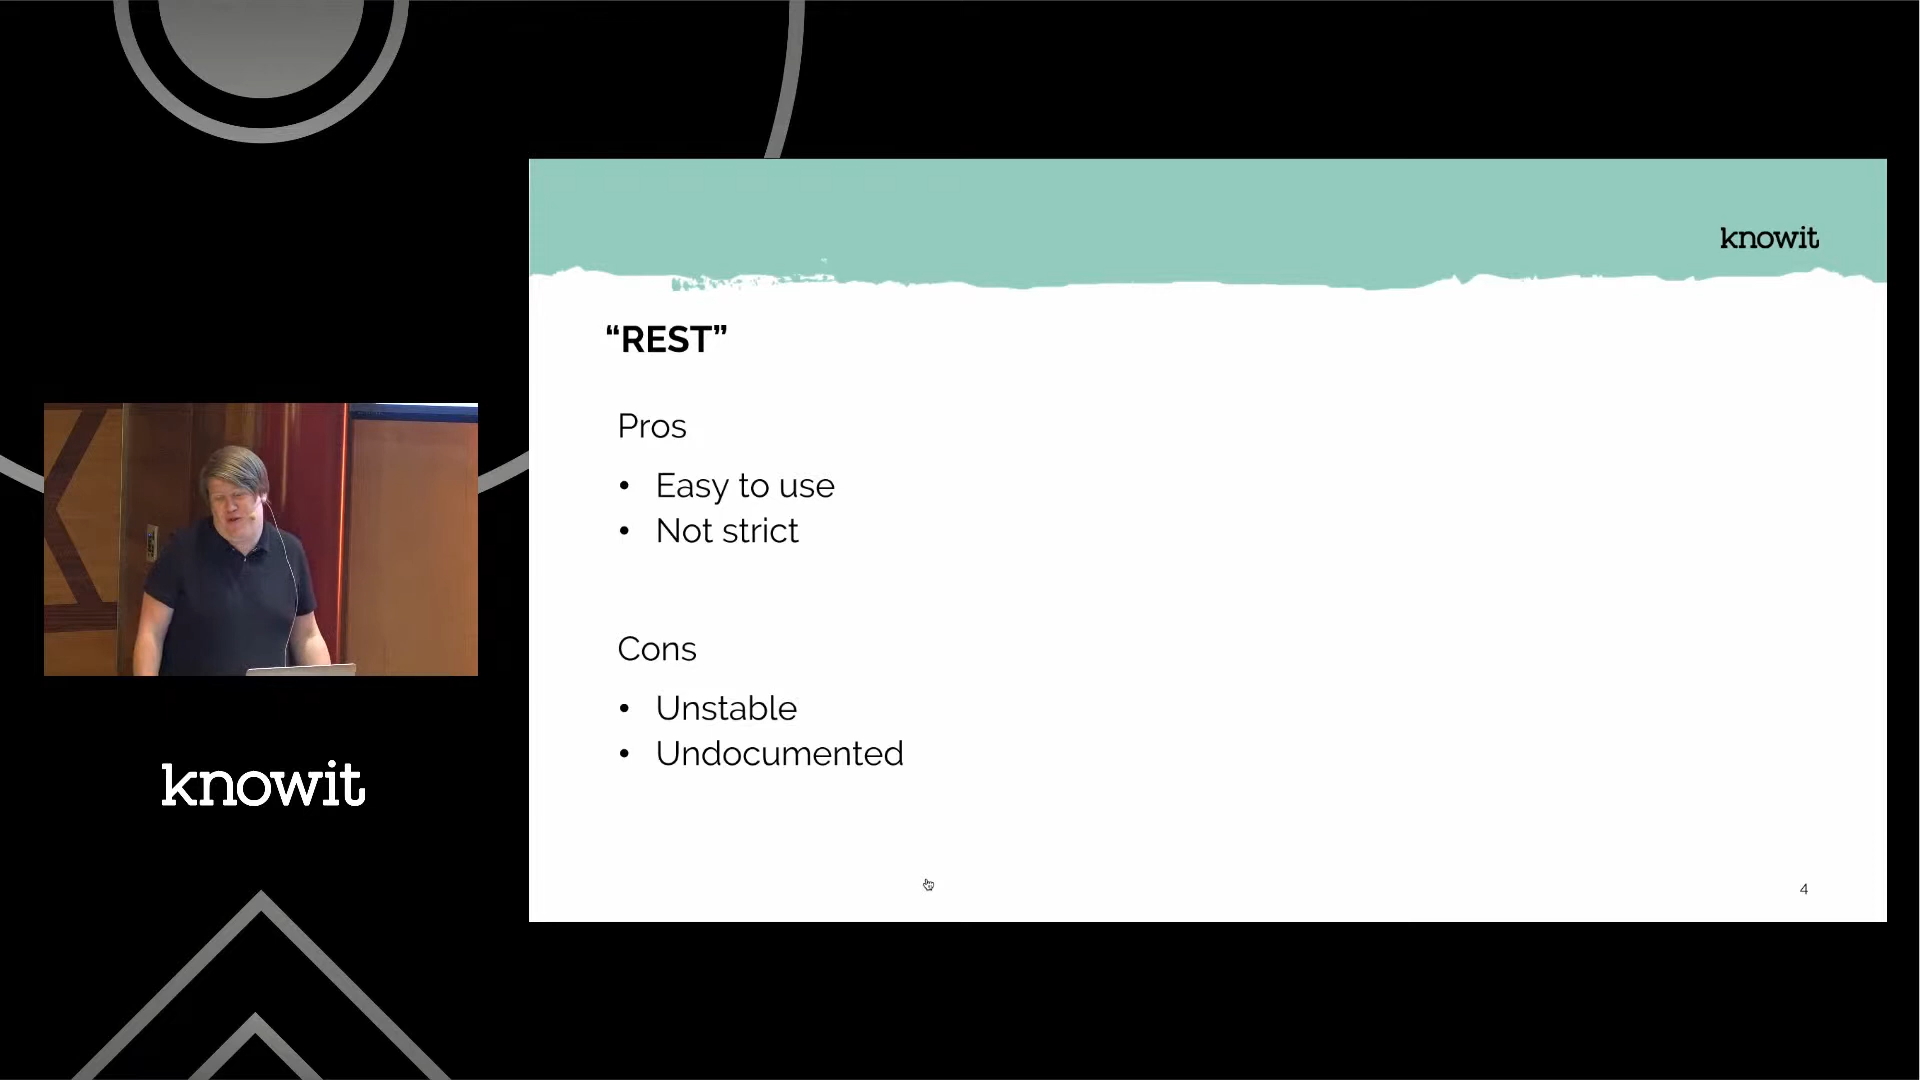 knowit
“REST”
Pros
• Easy to use
• Not strict
Cons
• Unstable
• Undocumented
4
knowit